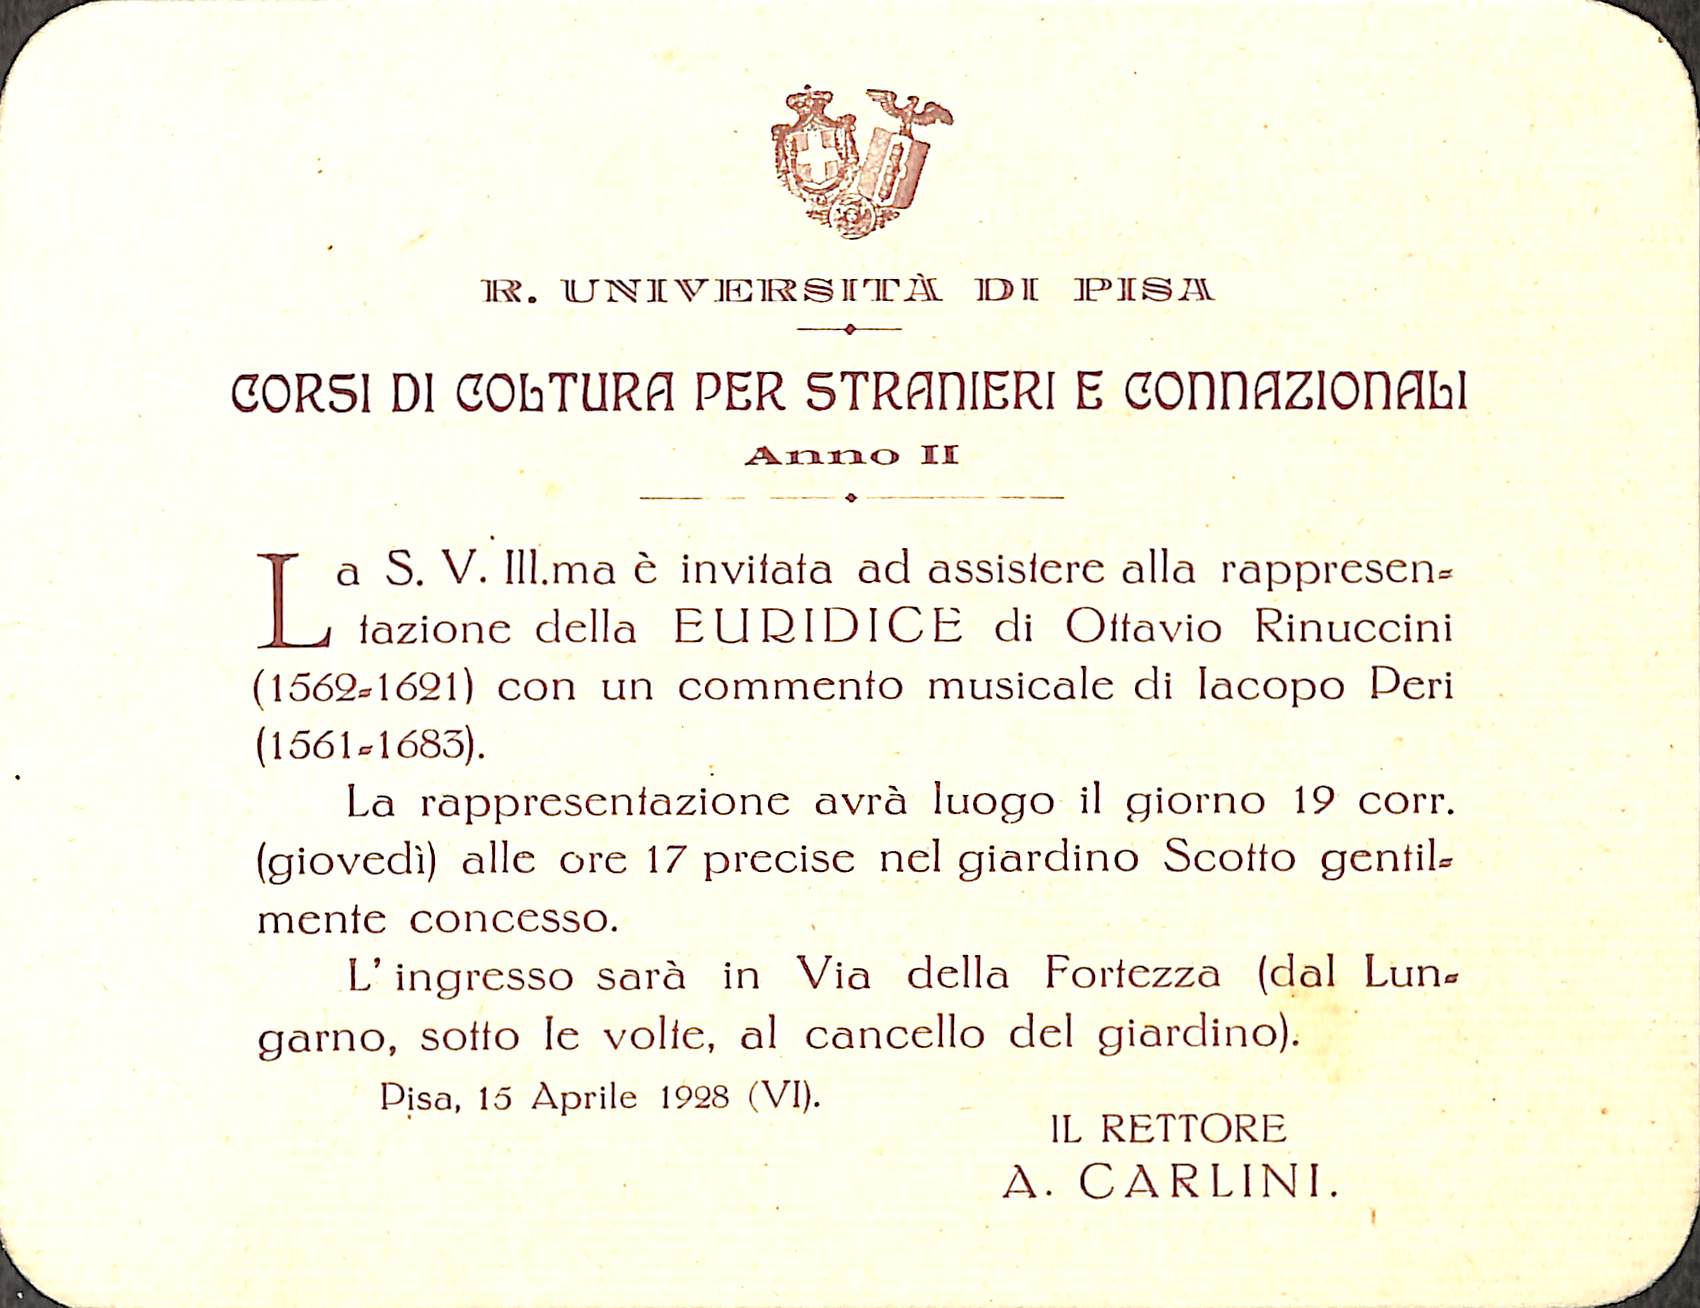 R. UNIVERSITÀ DI PISA
CORSI DI COLTURA PER STRANIERI E CONNAZIONALI
Anno II
La S. V. Ill.ma è invitata ad assistere alla rappresen-
tazione della EURIDICE di Ottavio Rinuccini
(1562-1621) con un commento musicale di Iacopo Peri
(1561-1683).
La rappresentazione avrà luogo il giorno 19 corr.
(giovedì) alle ore 17 precise nel giardino Scotto gentil-
mente concesso.
L' ingresso sarà in Via della Fortezza (dal Lun-
garno, sotto le volte, al cancello del giardino).
Pisa, 15 Aprile 1928 (VI).
IL RETTORE
A. CARLINI.